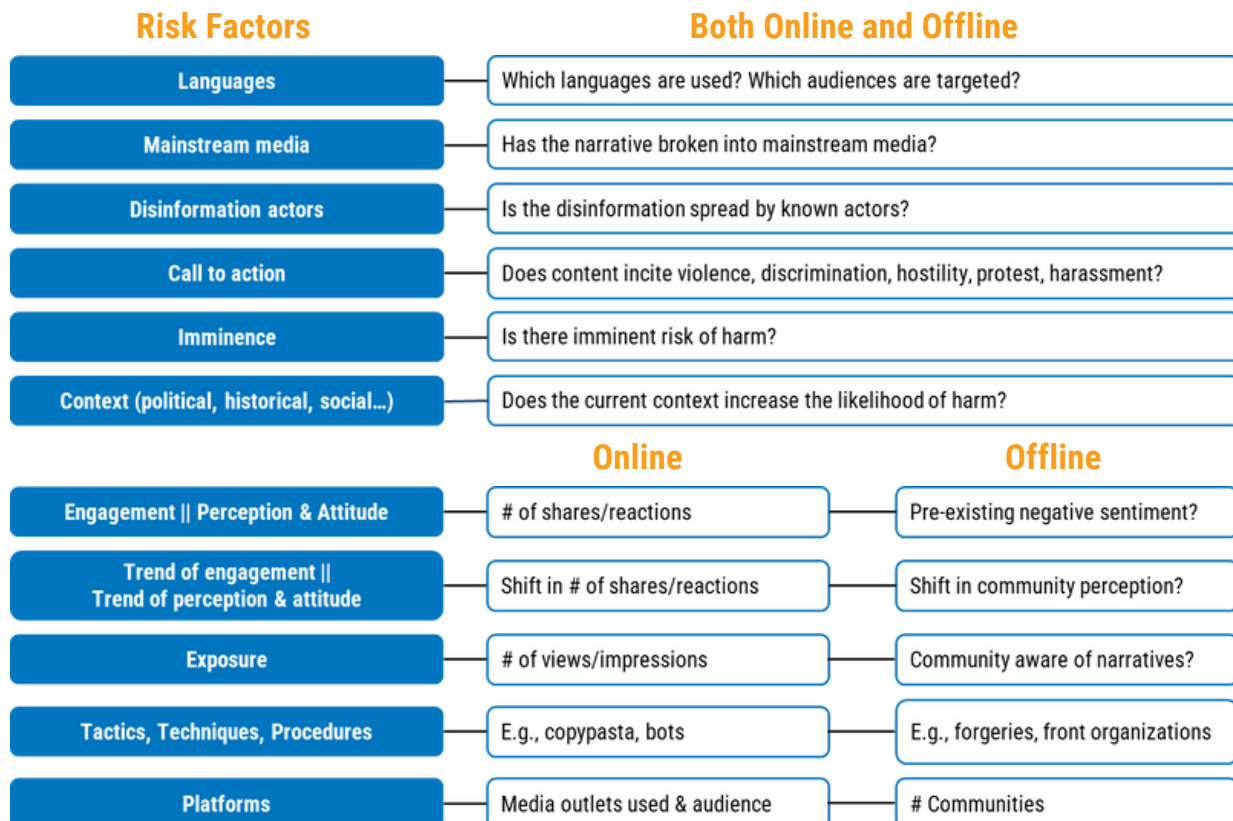 Risk Factors
Both Online and Offline
Languages
Which languages are used? Which audiences are targeted?
Mainstream media
Has the narrative broken into mainstream media?
Disinformation actors
Is the disinformation spread by known actors?
Call to action
Does content incite violence, discrimination, hostility, protest, harassment?
Imminence
Is there imminent risk of harm?
Context (political, historical, social...)
Does the current context increase the likelihood of harm?
Online
Offline
Engagement || Perception & Attitude
# of shares/reactions
Pre-existing negative sentiment?
Trend of engagement ||
Trend of perception & attitude
Shift in # of shares/reactions
Shift in community perception?
Exposure
# of views/impressions
Community aware of narratives?
Tactics, Techniques, Procedures
E.g., copypasta, bots
E.g., forgeries, front organizations
Platforms
Media outlets used & audience
# Communities